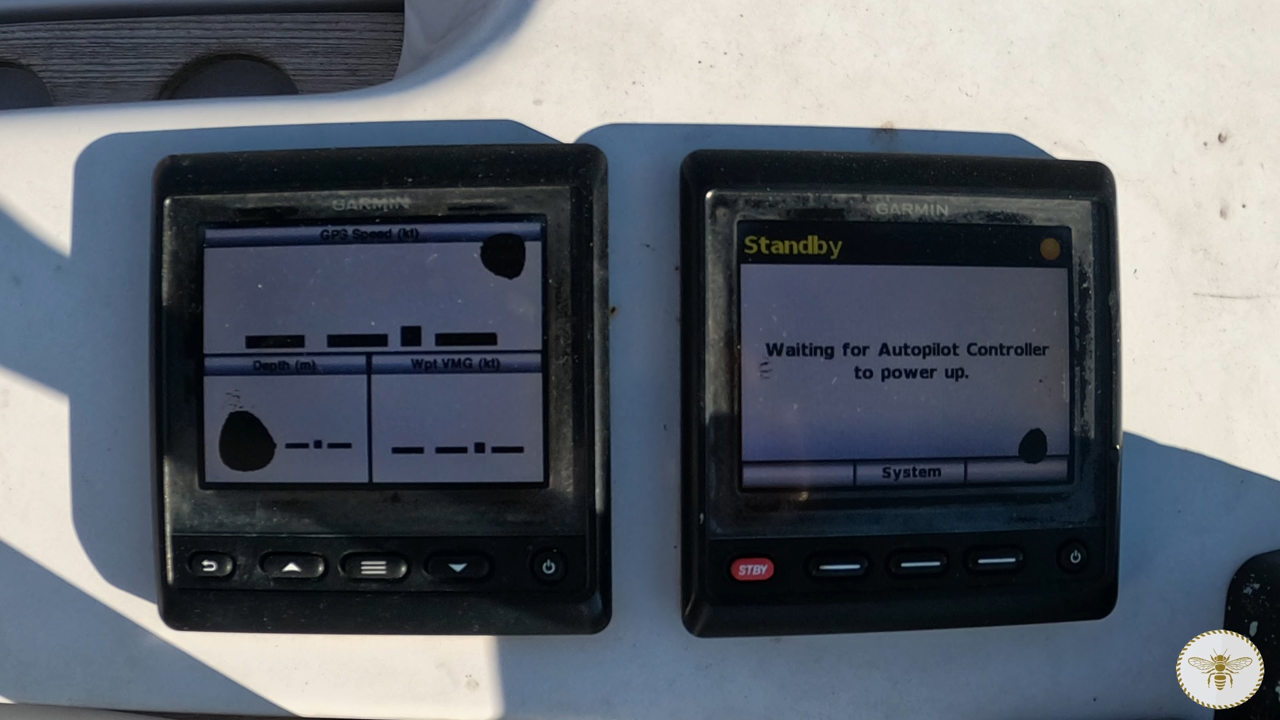 GARMIN
GPS Speed (kt)
Depth (m)
Wpt VMG (kt)
GARMIN
Standby
Waiting for Autopilot Controller
to power up.
System
STBY